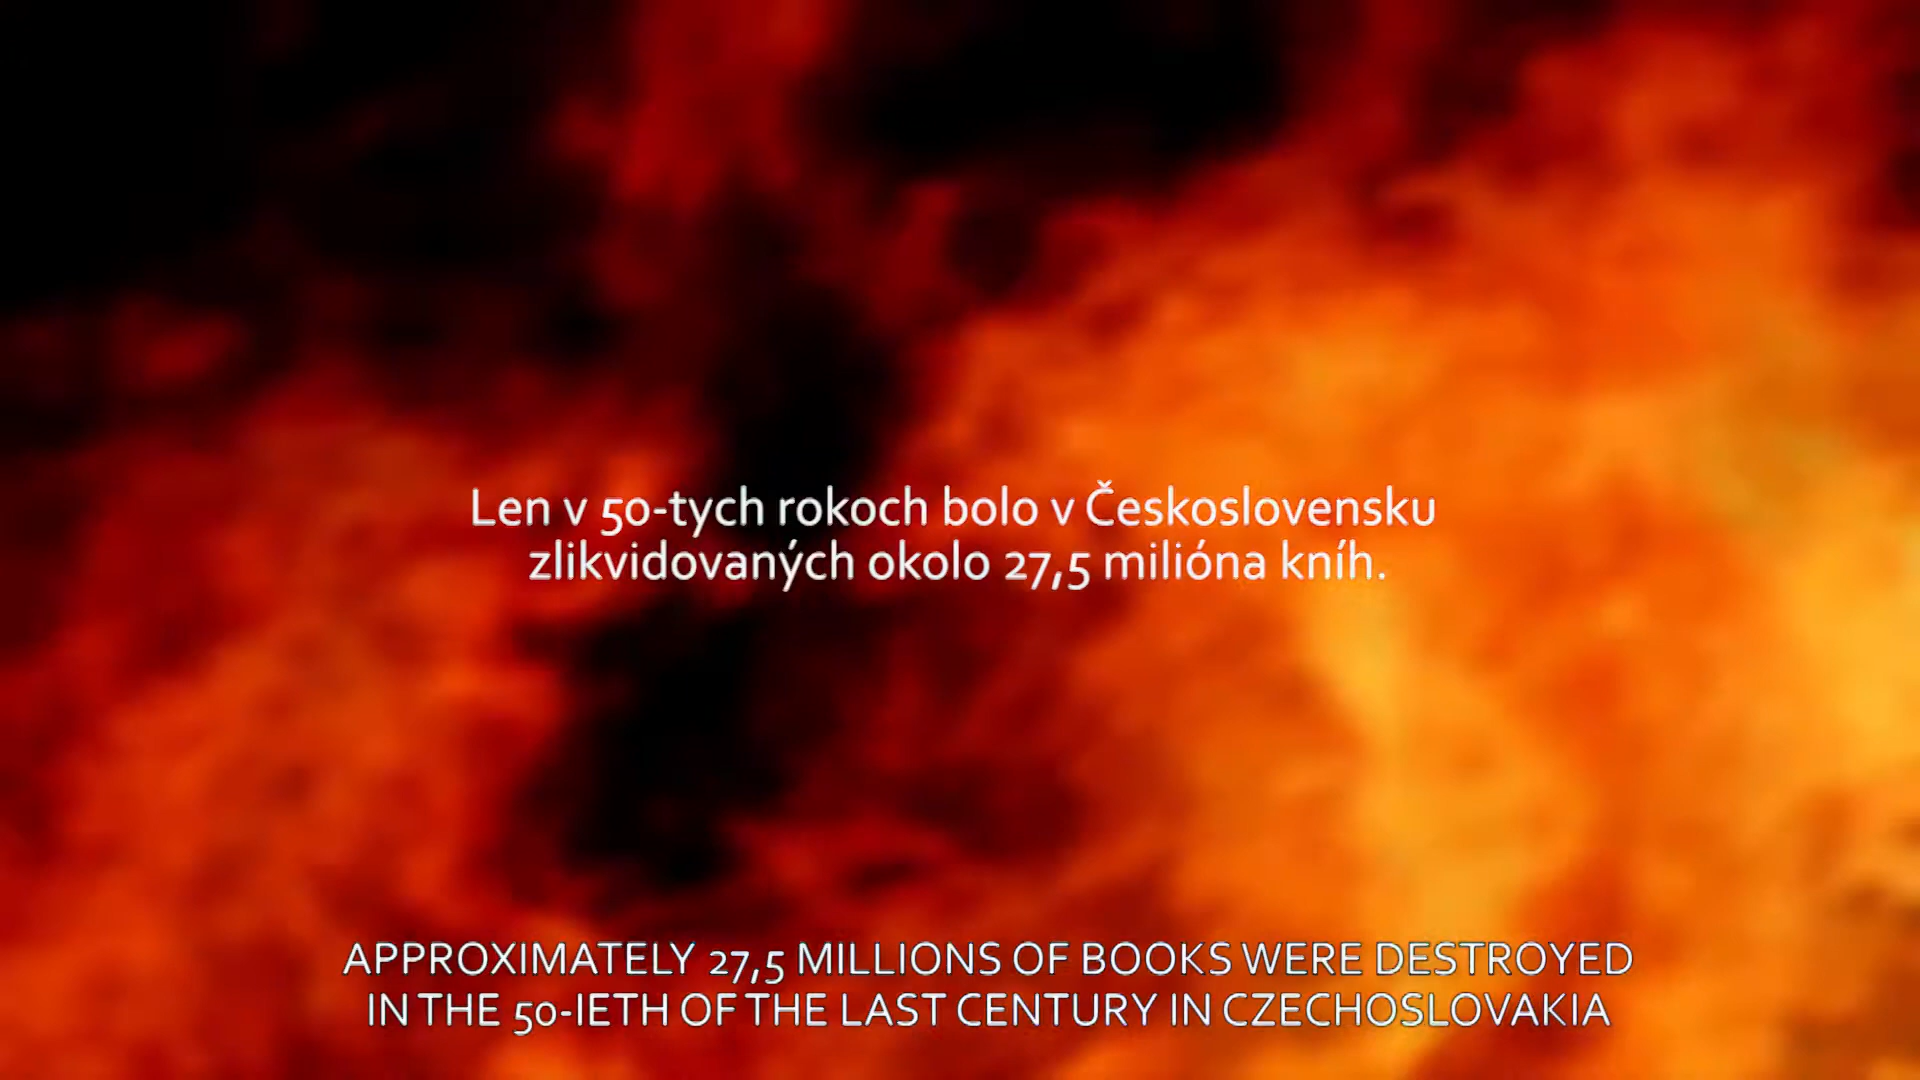 Len v 50-tych rokoch bolo v Československu
zlikvidovaných okolo 27,5 milióna kníh.
APPROXIMATELY 27,5 MILLIONS OF BOOKS WERE DESTROYED
IN THE 50-IETH OF THE LAST CENTURY IN CZECHOSLOVAKIA